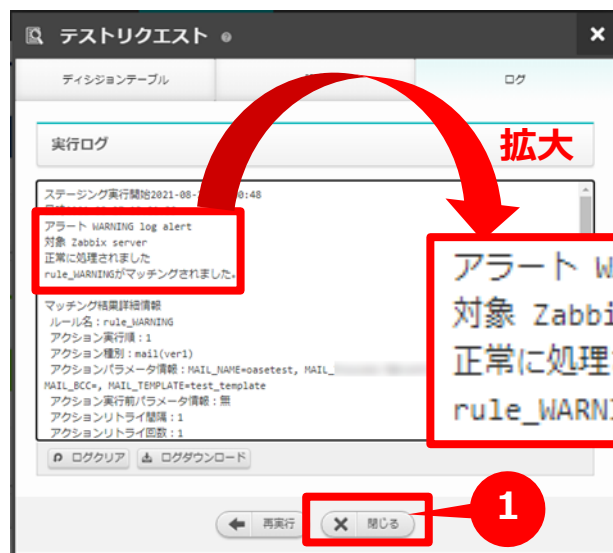 テストリクエスト
ディシジョンテーブル
ログ
実行ログ
拡大
ステージング実行開始2021-08-
0:48
アラート WARNING log alert
対象 Zabbix server
正常に処理されました
rule_WARNINGがマッチングされました。
マッチング結果詳細情報
ルール名:rule_WARNING
アクション実行順:1
アクション種別:mail(ver1)
アクションパラメータ情報:MAIL_NAME=oasetest, MAIL_
MAIL_BCC=, MAIL_TEMPLATE=test_template
アクション実行前パラメータ情報:無
アクションリトライ間隔:1
アクションリトライ回数:1
アラート W
対象 Zabbi
正常に処理
rule_WARNI
ログクリア ログダウンロード
再実行 閉じる
1